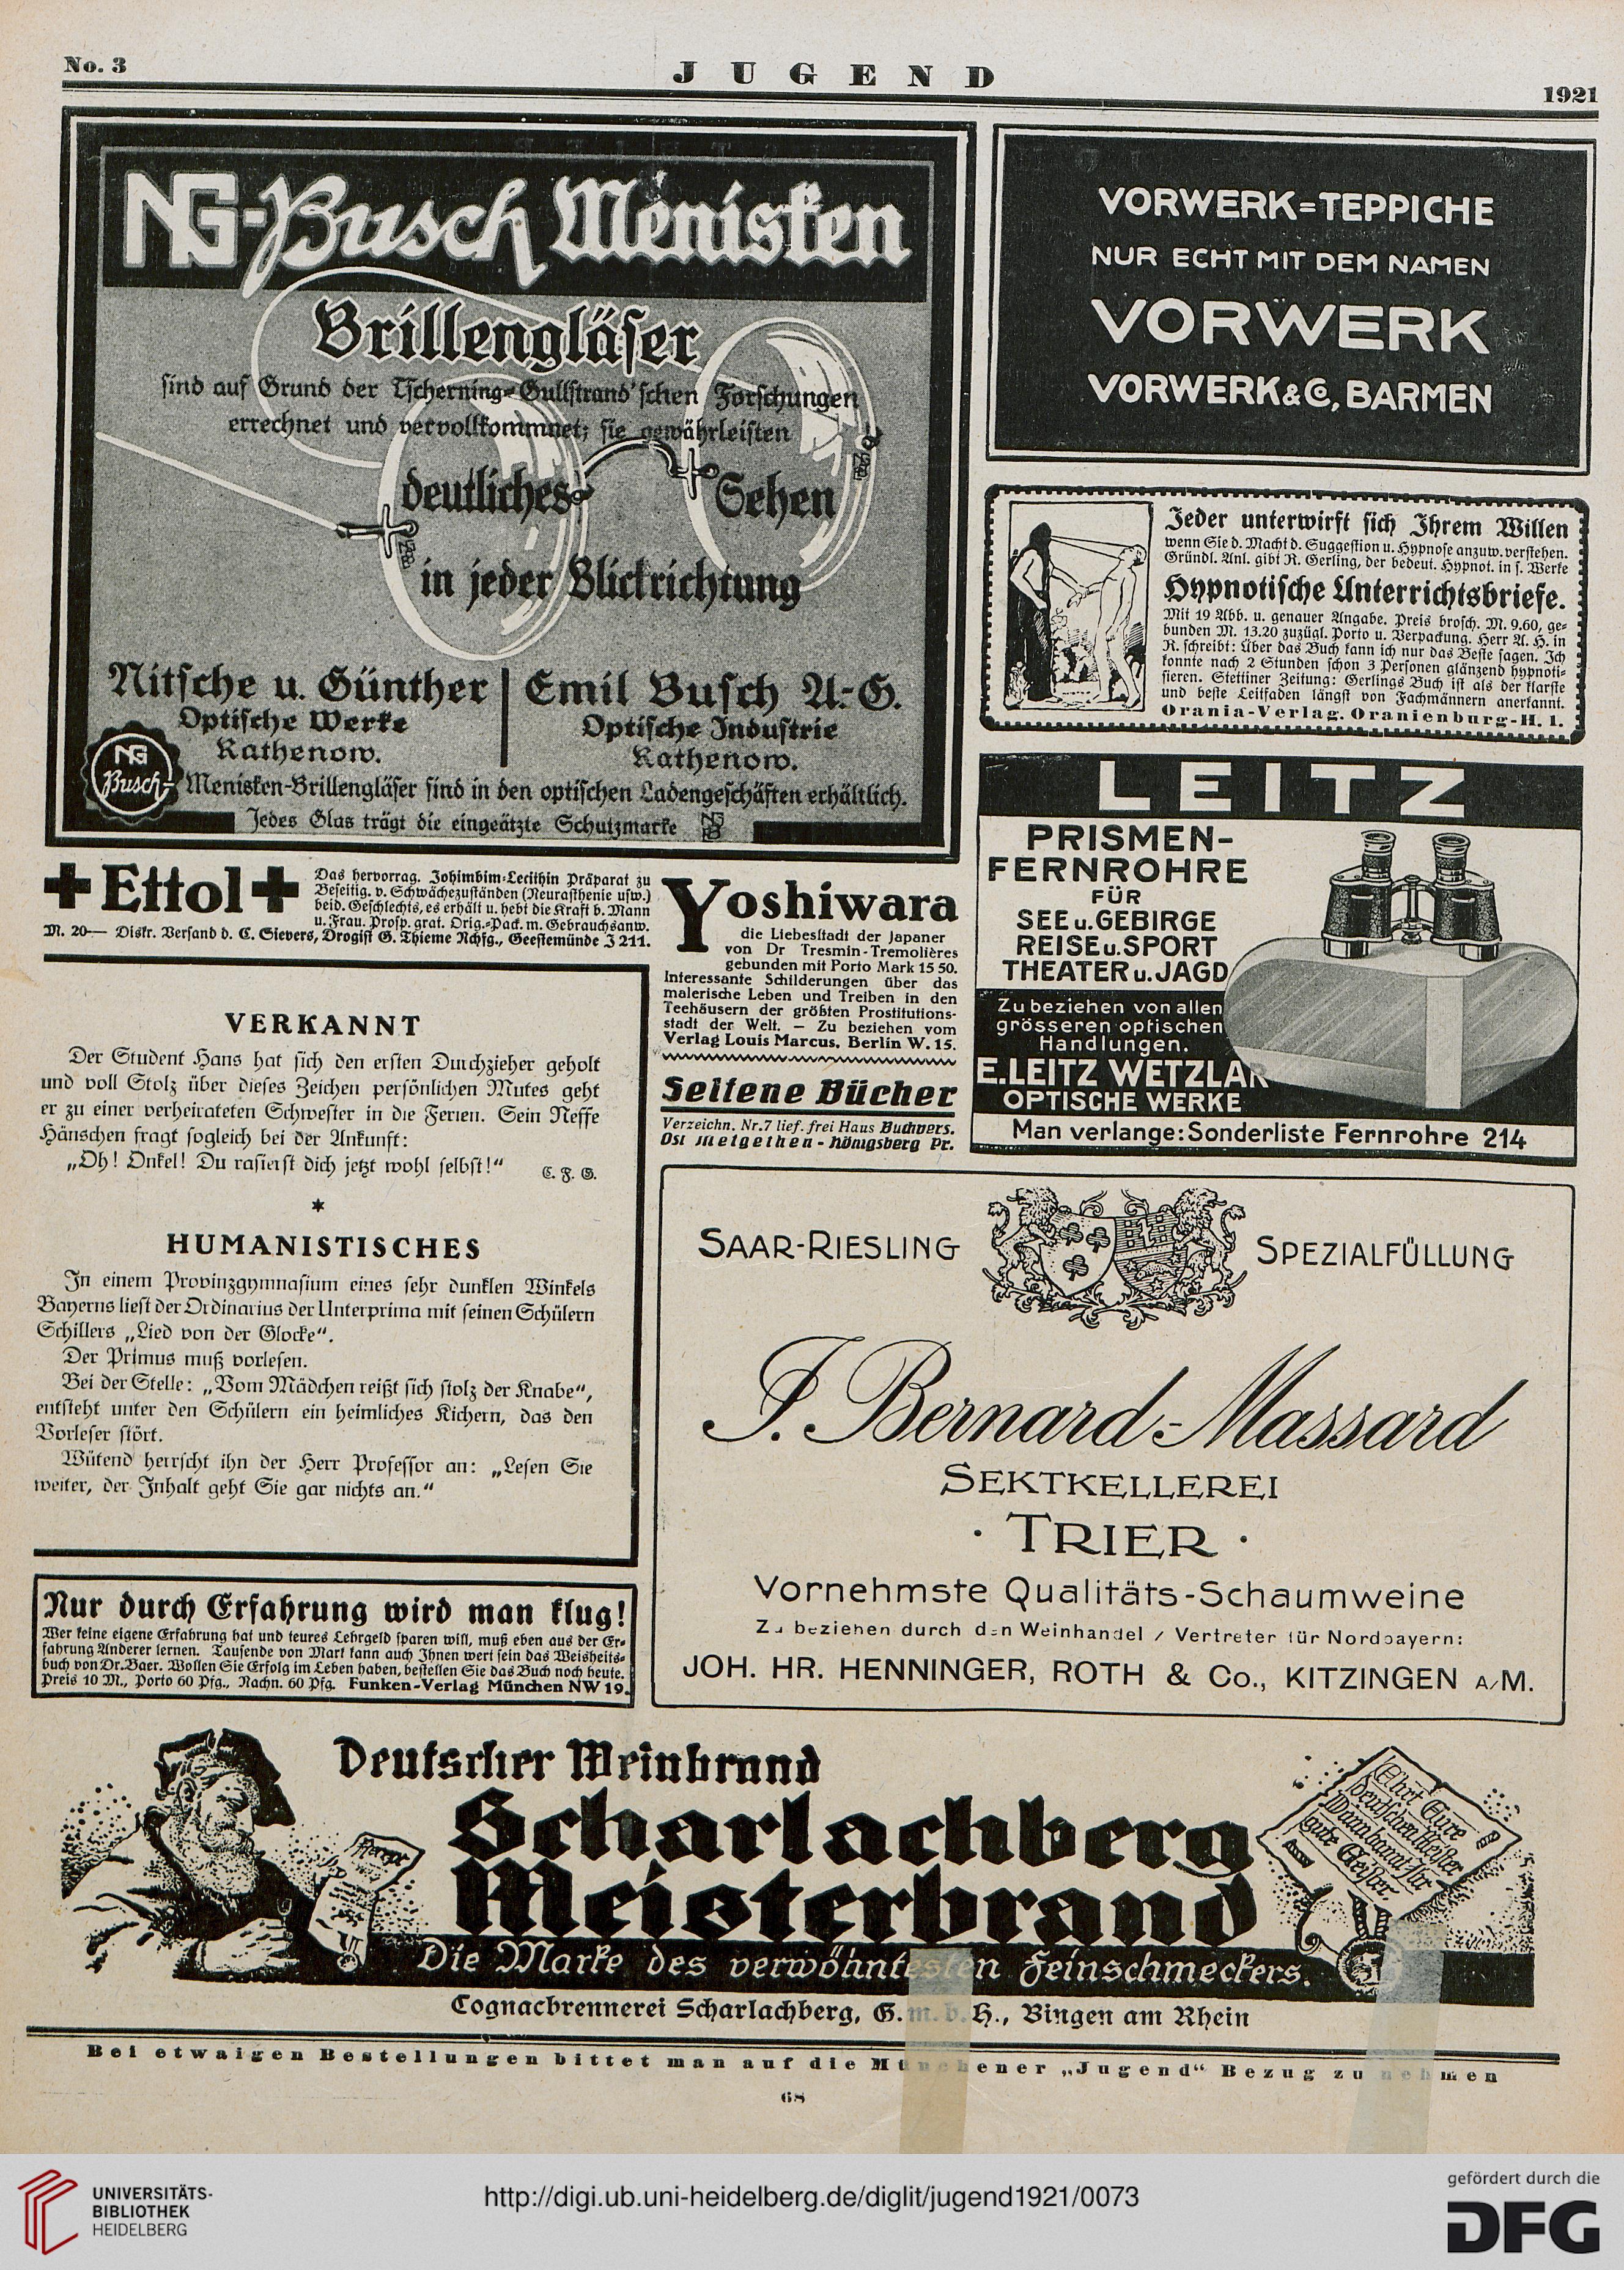 No. 3
JUGEND
1921
NG-Busch Menisken
Brillengläser
sind auf Grund der Tscherning-Gullstrand'schen Forschungen
errechnet und vervollkommnet; sie gewährleisten
deutliches Sehen
in jeder Blickrichtung
Nitsche u. Günther
Optische Werke
Rathenow.
Emil Busch A.-G.
Optische Industrie
Rathenow.
NG
Busch-
Menisken-Brillengläser sind in den optischen Ladengeschäften erhältlich.
Jedes Glas trägt die eingeätzte Schutzmarke
VORWERK=TEPPICHE
NUR ECHT MIT DEM NAMEN
VORWERK
VORWERK & Co, BARMEN
Jeder unterwirft sich Ihrem Willen
wenn Sie d. Macht d. Suggestion u. Hypnose anzuw. verstehen.
Gründl. Anl. gibt R. Gerling, der bedeut. Hypnot. in s. Werke
Hypnotische Unterrichtsbriefe.
Mit 19 Abb. u. genauer Angabe. Preis brosch. M. 9.60, ge-
bunden M. 13.20 zuzügl. Porto u. Verpackung. Herr A. H. in
R. schreibt: Über das Buch kann ich nur das Beste sagen. Ich
konnte nach 2 Stunden schon 3 Personen glänzend hypnoti-
sieren. Stettiner Zeitung: Gerlings Buch ist als der klarste
und beste Leitfaden längst von Fachmännern anerkannt.
Orania-Verlag. Oranienburg-H. 1.
LEITZ
PRISMEN-
FERNROHRE
FÜR
SEE u. GEBIRGE
REISE u. SPORT
THEATER u. JAGD
Zu beziehen von allen
grösseren optischen
Handlungen.
E. LEITZ WETZLAR
OPTISCHE WERKE
Man verlange: Sonderliste Fernrohre 214
+Ettol+
Das hervorrag. Johimbim-Lecithin Präparat zu
Beseitig. v. Schwächezuständen (Neurasthenie usw.)
beid. Geschlechts, es erhält u. hebt die Kraft b. Mann
u. Frau. Prosp. grat. Orig.-Pack. m. Gebrauchsanw.
M. 20— Diskr. Versand d. C. Sievers, Drogist G. Thieme Nchfg., Geestemünde J 211.
Yoshiwara
die Liebesstadt der Japaner
von Dr Tresmin-Tremolières
gebunden mit Porto Mark 15 50.
Interessante Schilderungen über das
malerische Leben und Treiben in den
Teehäusern der größten Prostitutions-
stadt der Welt. — Zu beziehen vom
Verlag Louis Marcus, Berlin W. 15.
Seltene Bücher
Verzeichn. Nr. 7 lief. frei Haus Buchvers.
Ost Metgethen - Königsberg Pr.
VERKANNT
Der Student Hans hat sich den ersten Durchzieher geholt
und voll Stolz über dieses Zeichen persönlichen Mutes geht
er zu einer verheirateten Schwester in die Ferien. Sein Neffe
Hänschen fragt sogleich bei der Ankunft:
„Oh! Onkel! Du rasierst dich jetzt wohl selbst!“
C. F. G.
*
HUMANISTISCHES
In einem Provinzgymnasium eines sehr dunklen Winkels
Bayerns liest der Ordinarius der Unterprima mit seinen Schülern
Schillers „Lied von der Glocke“.
Der Primus muß vorlesen.
Bei der Stelle: „Vom Mädchen reißt sich stolz der Knabe“,
entsteht unter den Schülern ein heimliches Kichern, das den
Vorleser stört.
Wütend herrscht ihn der Herr Professor an: „Lesen Sie
weiter, der Inhalt geht Sie gar nichts an.“
Nur durch Erfahrung wird man klug!
Wer keine eigene Erfahrung hat und teures Lehrgeld sparen will, muß eben aus der Er-
fahrung Anderer lernen. Tausende von Mark kann auch Ihnen wert sein das Weisheits-
buch von Dr. Baer. Wollen Sie Erfolg im Leben haben, bestellen Sie das Buch noch heute.
Preis 10 M., Porto 60 Pfg., Nachn. 60 Pfg. Funken-Verlag München NW 19.
SAAR-RIESLING
SPEZIALFÜLLUNG
J. Bernard-Massard
SEKTKELLEREI
· TRIER ·
Vornehmste Qualitäts-Schaumweine
Zu beziehen durch den Weinhandel / Vertreter für Nordbayern:
JOH. HR. HENNINGER, ROTH & Co., KITZINGEN A/M.
Deutscher Weinbrand
Scharlachberg
Meisterbrand
Die Marke des verwöhntesten Feinschmeckers.
Ehrt Eure
Deutschen Meister
Dann bannt Ihr
gute Geister
Cognacbrennerei Scharlachberg, G. m. b. H., Bingen am Rhein
Bei etwaigen Bestellungen bittet man auf die Münchener „Jugend“ Bezug zu nehmen
68
UNIVERSITÄTS-
BIBLIOTHEK
HEIDELBERG
http://digi.ub.uni-heidelberg.de/diglit/jugend1921/0073
gefördert durch die
DFG